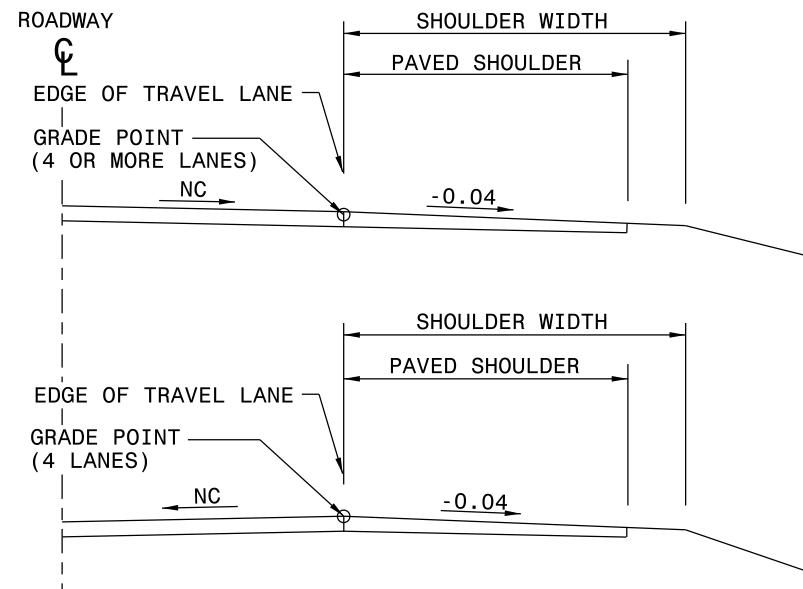 ROADWAY
℄
SHOULDER WIDTH
PAVED SHOULDER
EDGE OF TRAVEL LANE
GRADE POINT
(4 OR MORE LANES)
NC
-0.04
SHOULDER WIDTH
PAVED SHOULDER
EDGE OF TRAVEL LANE
GRADE POINT
(4 LANES)
NC
-0.04